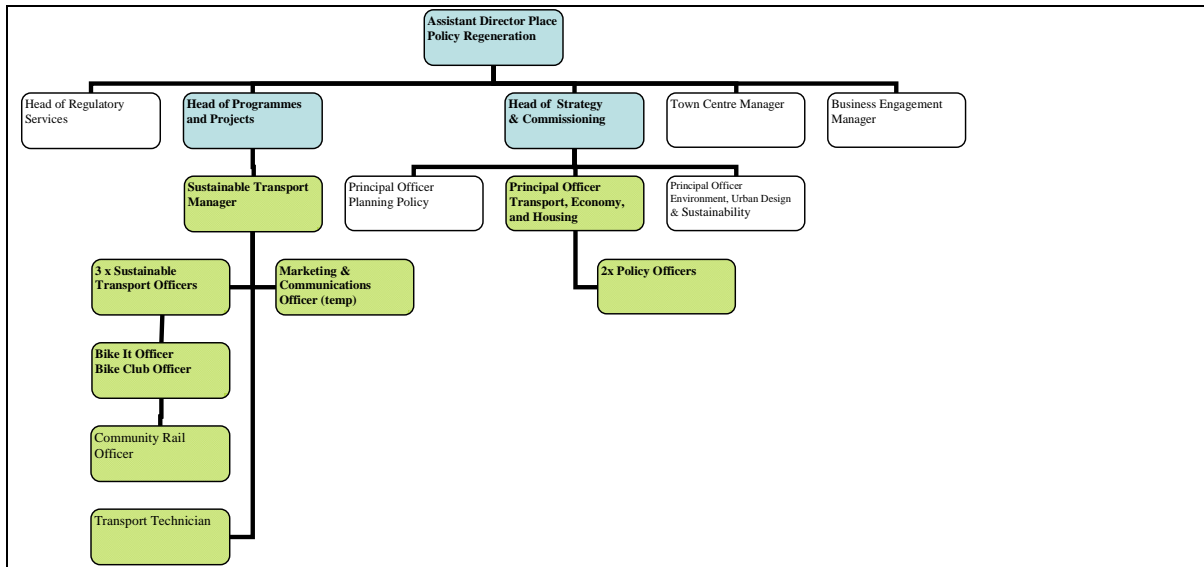 Assistant Director Place
Policy Regeneration
Head of Regulatory
Services
Head of Programmes
and Projects
Head of Strategy
& Commissioning
Town Centre Manager
Business Engagement
Manager
Sustainable Transport
Manager
Principal Officer
Planning Policy
Principal Officer
Transport, Economy,
and Housing
Principal Officer
Environment, Urban Design
& Sustainability
3 x Sustainable
Transport Officers
Marketing &
Communications
Officer (temp)
2x Policy Officers
Bike It Officer
Bike Club Officer
Community Rail
Officer
Transport Technician